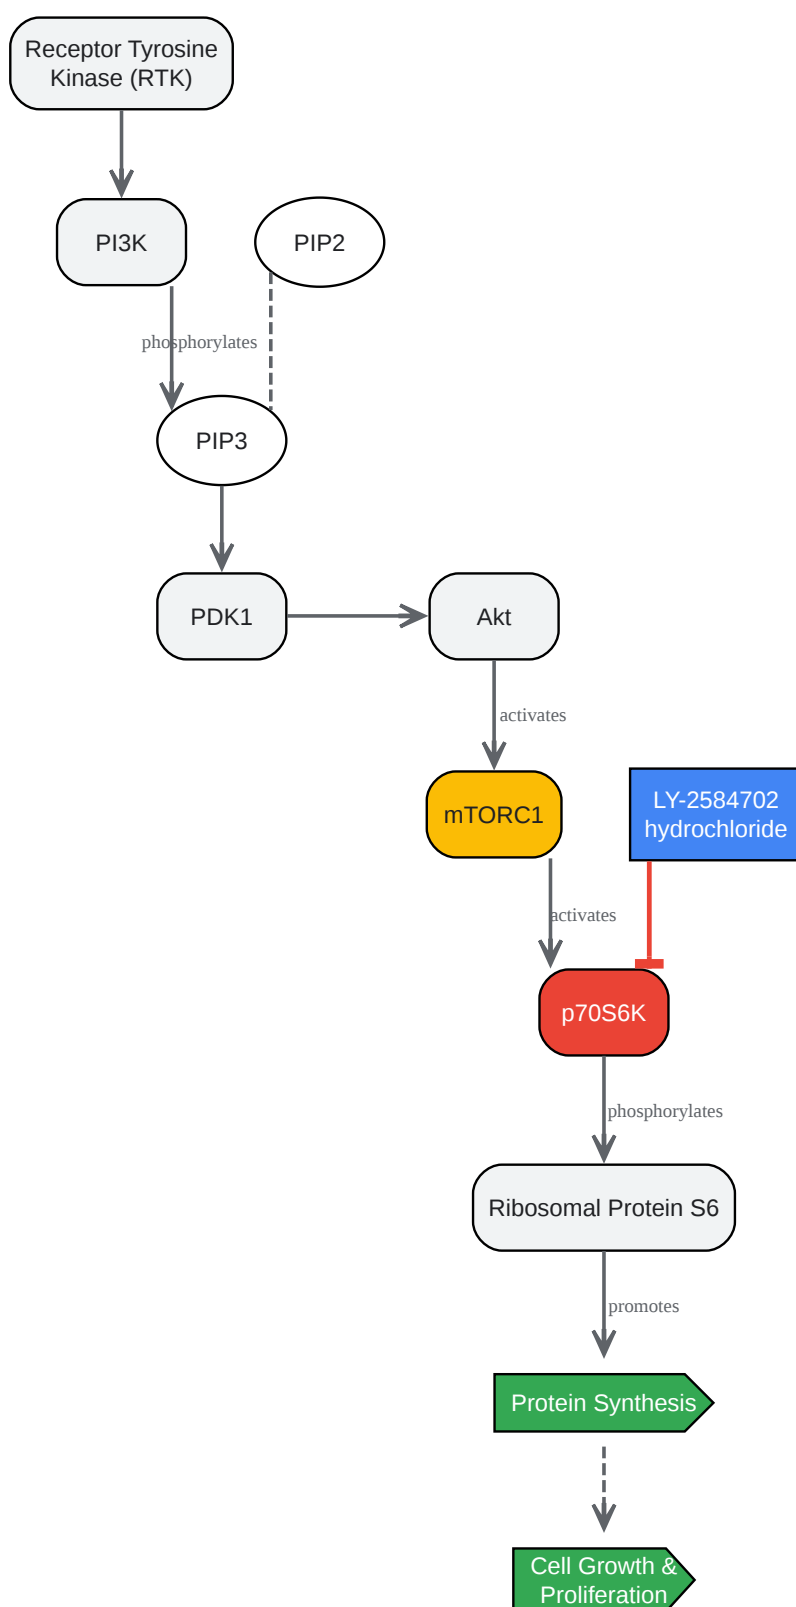 Receptor Tyrosine
Kinase (RTK)
PI3K
PIP2
phosphorylates
PIP3
PDK1
Akt
activates
mTORC1
LY-2584702
hydrochloride
activates
p70S6K
phosphorylates
Ribosomal Protein S6
promotes
Protein Synthesis
Cell Growth &
Proliferation